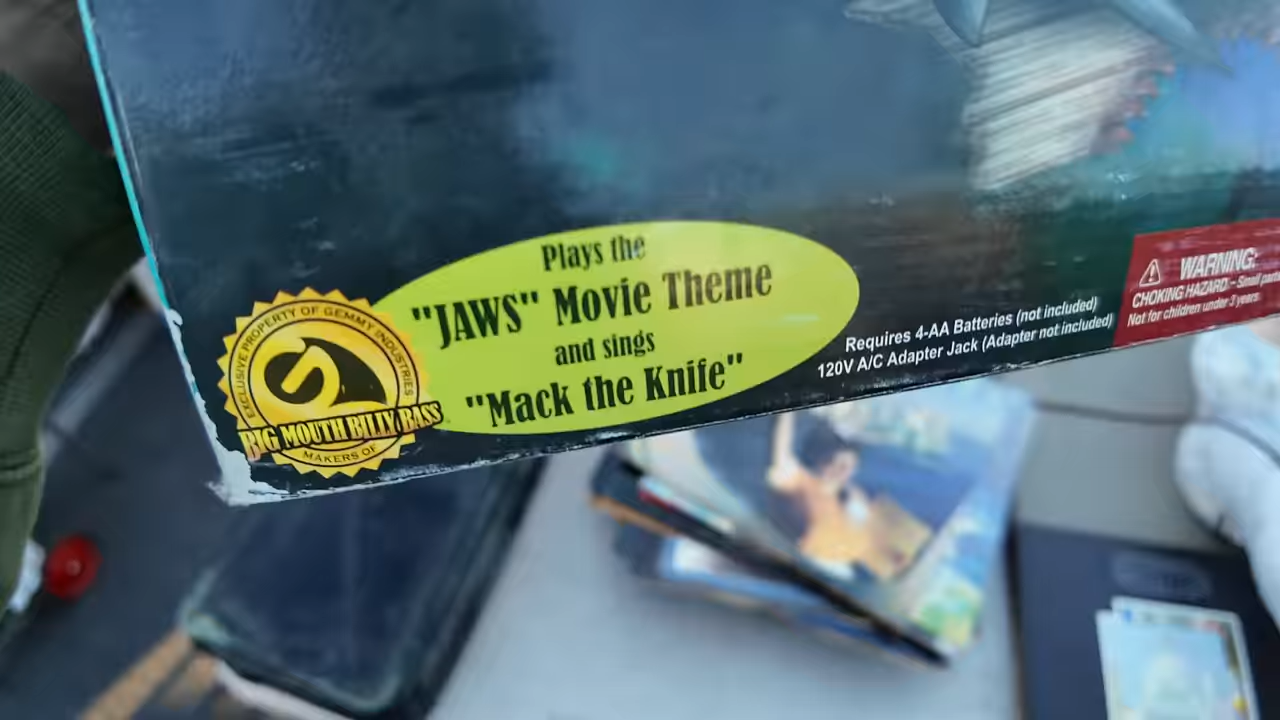 Plays the
"JAWS" Movie Theme
and sings
"Mack the Knife"
EXCLUSIVE PROPERTY OF GEMMY INDUSTRIES
BIG MOUTH BILLY BASS
MAKERS OF
Requires 4-AA Batteries (not included)
120V A/C Adapter Jack (Adapter not included)
WARNING:
CHOKING HAZARD - Small
Not for children under 3 years